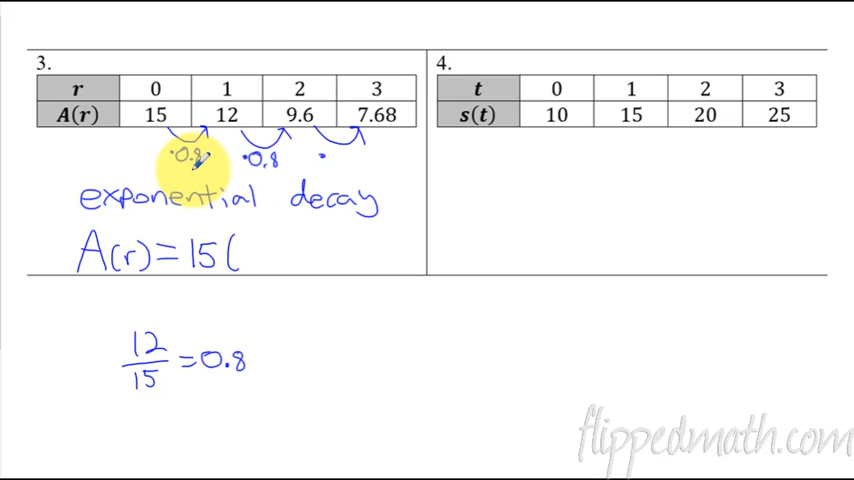 3.
r 0 1 2 3
A(r) 15 12 9.6 7.68
·0.8 ·0.8 ·
exponential decay
A(r)=15(
12
15
=0.8
4.
t 0 1 2 3
s(t) 10 15 20 25
flippedmath.com